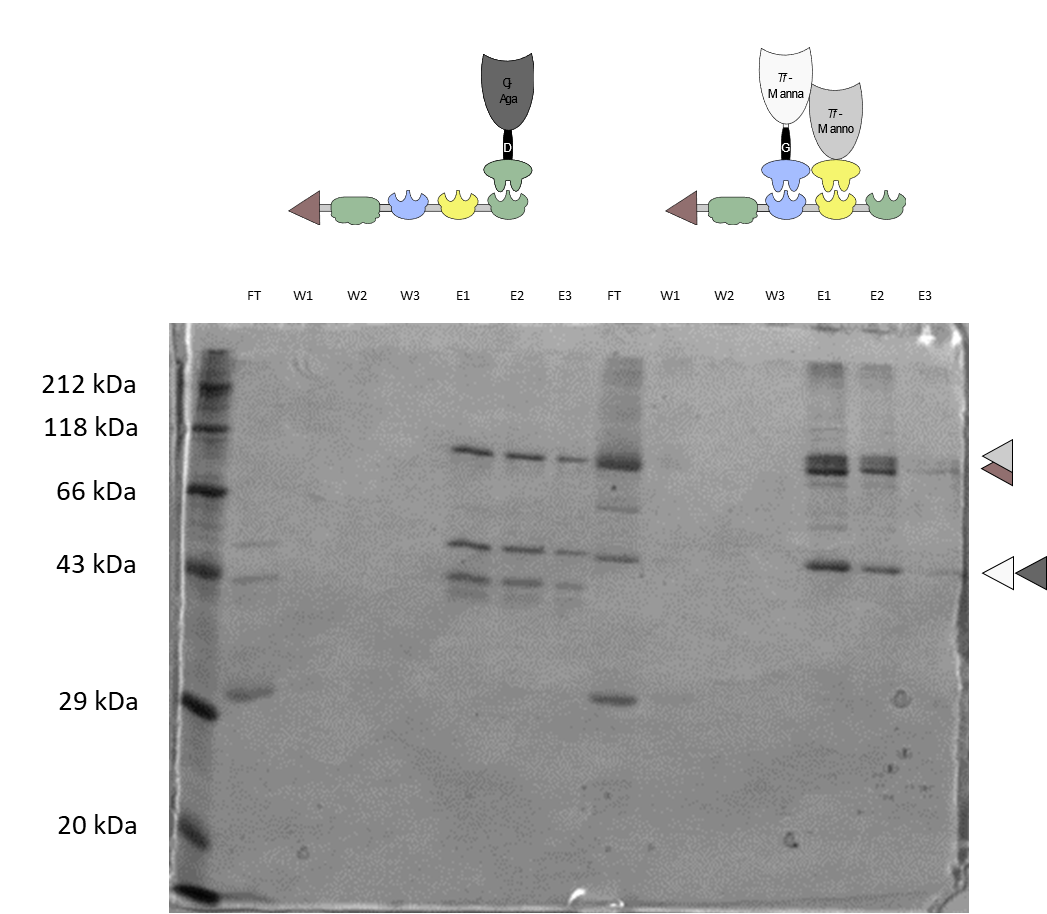 Cj-
Aga
D
Tf-
Manna
G
Tf-
Manno
FT W1 W2 W3 E1 E2 E3 FT W1 W2 W3 E1 E2 E3
212 kDa
118 kDa
66 kDa
43 kDa
29 kDa
20 kDa